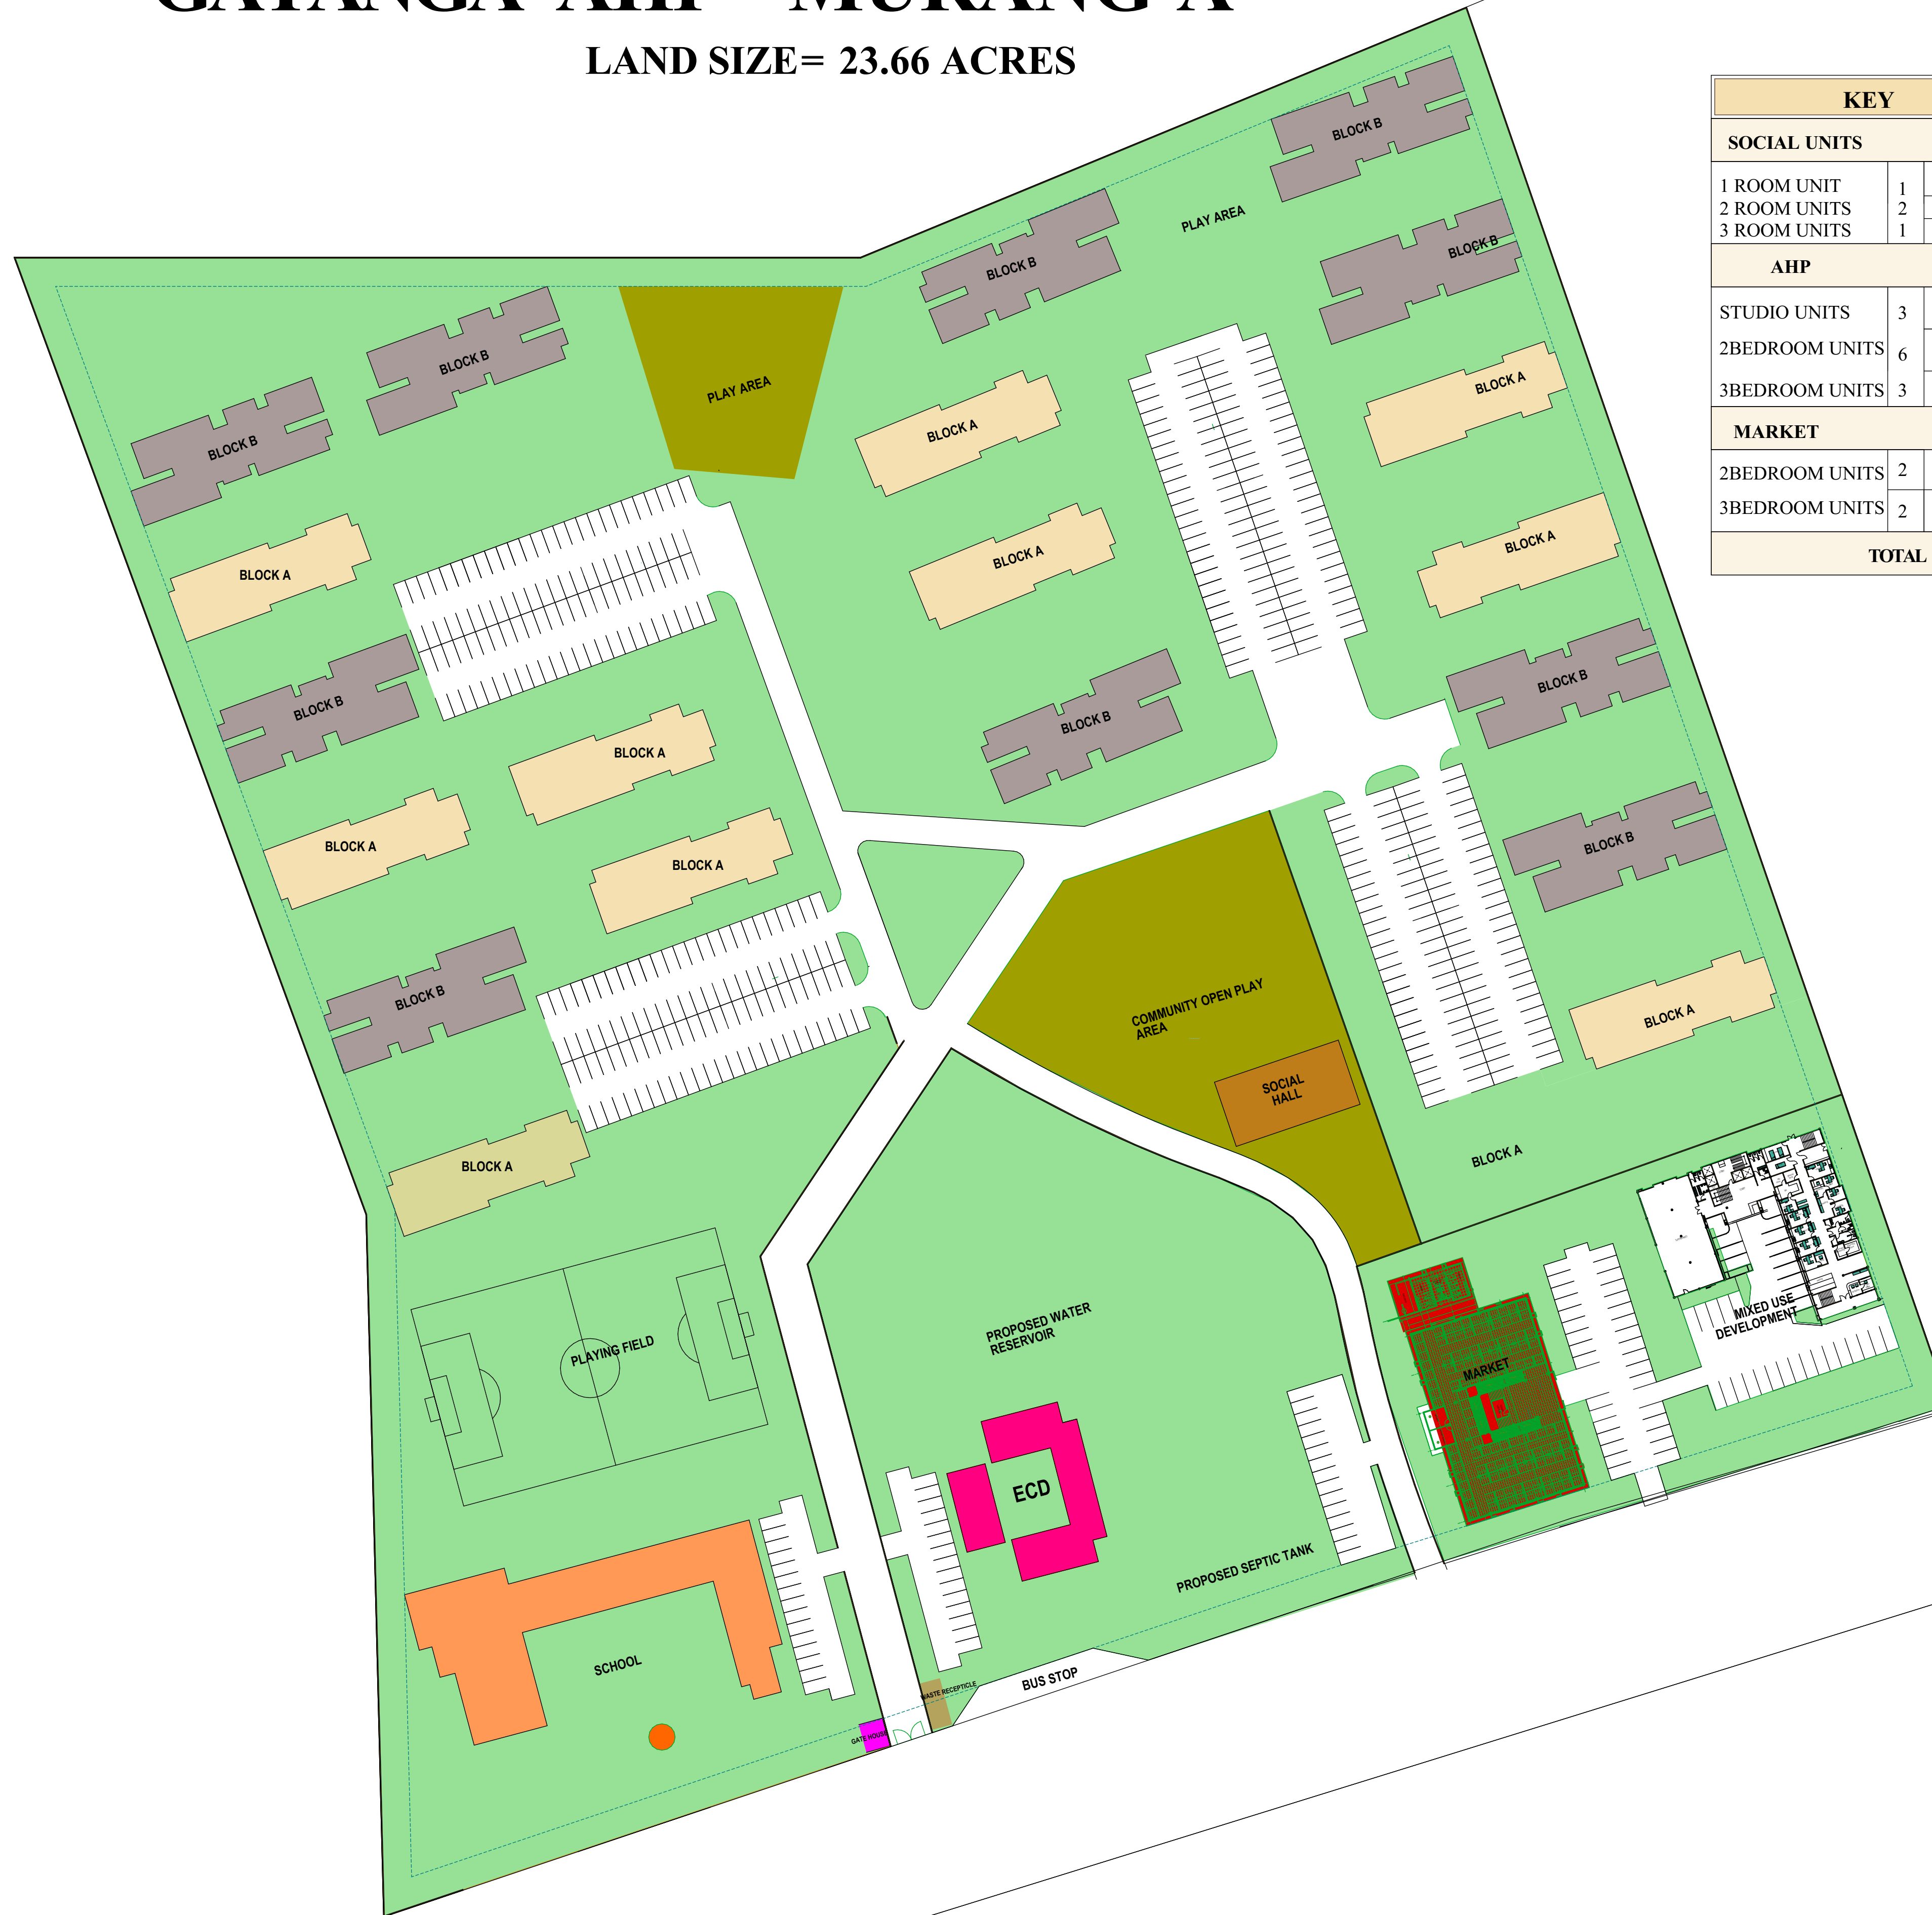 LAND SIZE= 23.66 ACRES
KEY
SOCIAL UNITS
1 ROOM UNIT 1
2 ROOM UNITS 2
3 ROOM UNITS 1
AHP
STUDIO UNITS 3
2BEDROOM UNITS 6
3BEDROOM UNITS 3
MARKET
2BEDROOM UNITS 2
3BEDROOM UNITS 2
TOTAL
BLOCK B
PLAY AREA
BLOCK B
BLOCK B
BLOCK B
BLOCK B
PLAY AREA
BLOCK A
BLOCK A
BLOCK B
BLOCK A
BLOCK A
BLOCK A
BLOCK B
BLOCK B
BLOCK B
BLOCK A
BLOCK A
BLOCK A
BLOCK B
BLOCK B
COMMUNITY OPEN PLAY
AREA
BLOCK A
SOCIAL
HALL
BLOCK A
BLOCK A
PLAYING FIELD
PROPOSED WATER
RESERVOIR
MIXED USE
DEVELOPMENT
MARKET
ECD
PROPOSED SEPTIC TANK
SCHOOL
BUS STOP
WASTE RECEPTICLE
GATE HOUSE